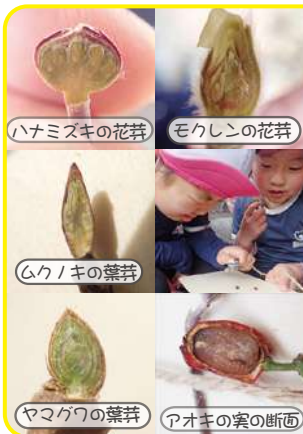 ハナミズキの花芽
モクレンの花芽
ムクノキの葉芽
ヤマグワの葉芽
アオキの実の断面